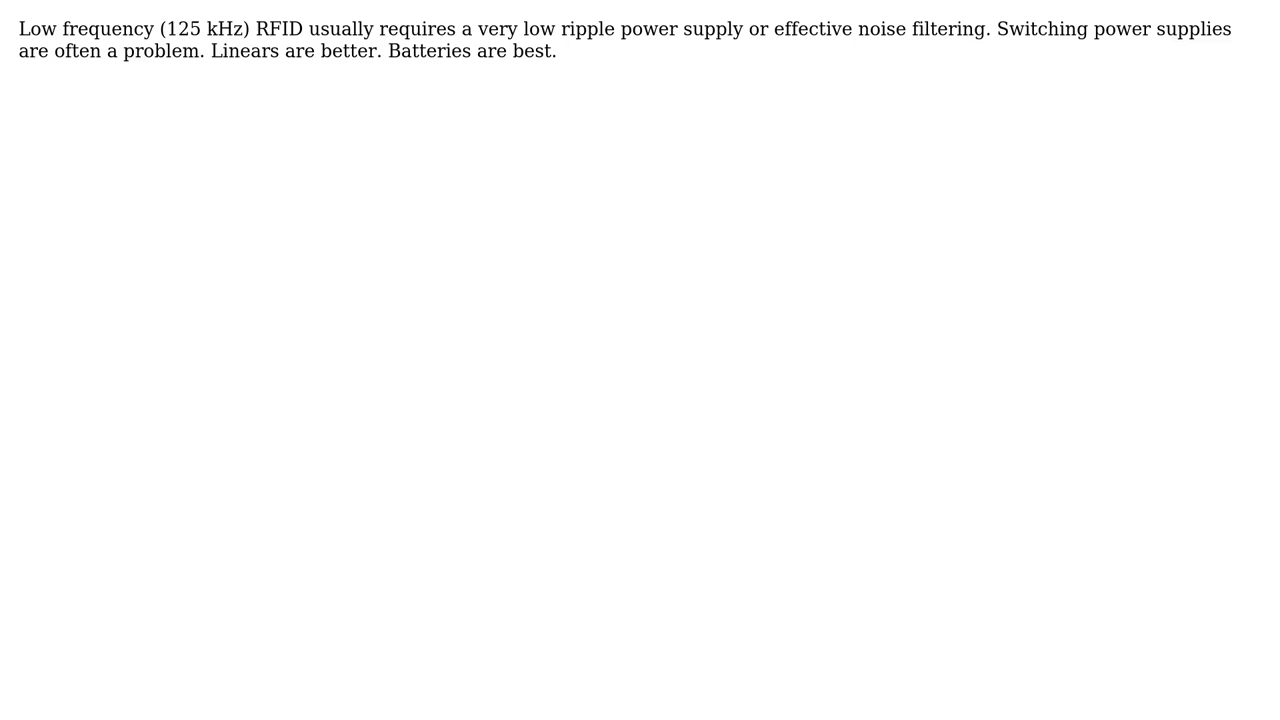 Low frequency (125 kHz) RFID usually requires a very low ripple power supply or effective noise filtering. Switching power supplies
are often a problem. Linears are better. Batteries are best.